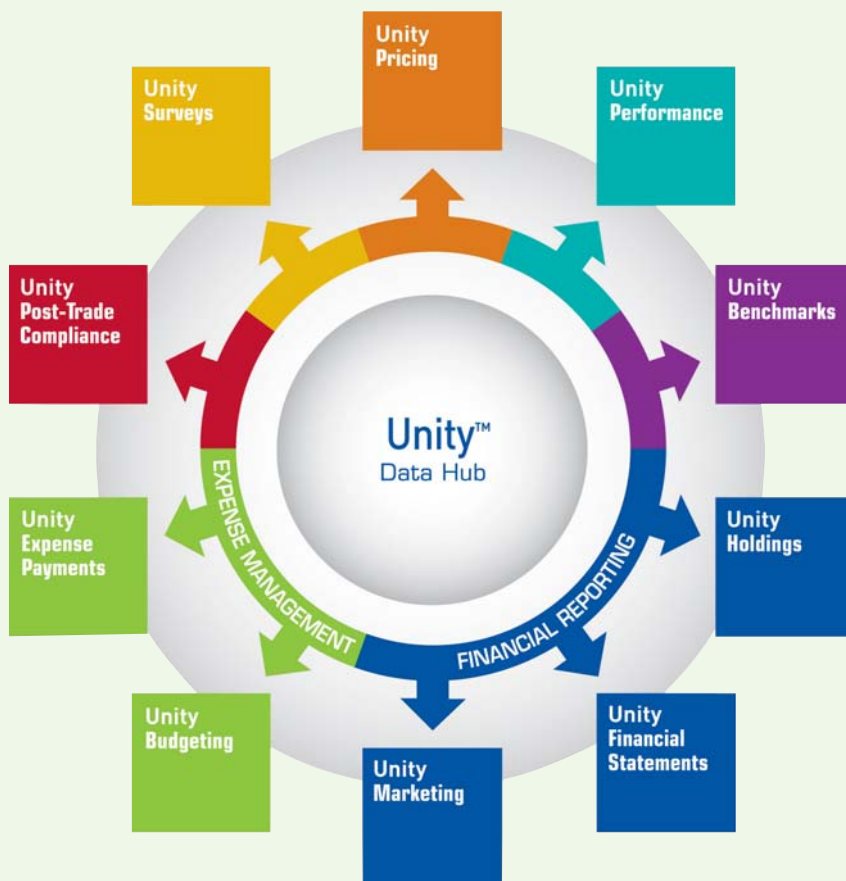 Unity
Pricing
Unity
Surveys
Unity
Performance
Unity
Post-Trade
Compliance
Unity
Benchmarks
Unity™
Data Hub
EXPENSE MANAGEMENT
FINANCIAL REPORTING
Unity
Expense
Payments
Unity
Holdings
Unity
Budgeting
Unity
Marketing
Unity
Financial
Statements